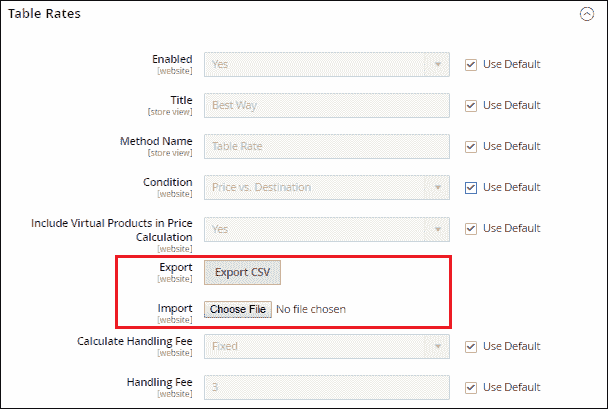 Table Rates
Enabled Yes Use Default
[website]
Title Best Way Use Default
[store view]
Method Name Table Rate Use Default
[store view]
Condition Price vs. Destination Use Default
[website]
Include Virtual Products in Price Yes Use Default
Calculation
[website]
Export Export CSV
[website]
Import Choose File No file chosen
[website]
Calculate Handling Fee Fixed Use Default
[website]
Handling Fee 3 Use Default
[website]